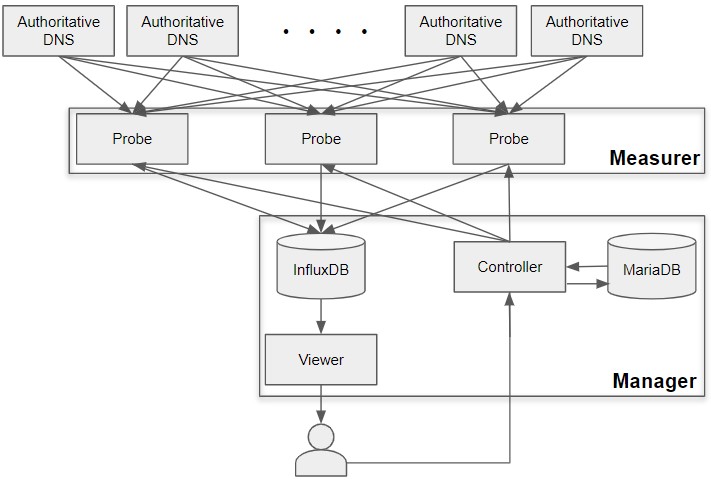 Authoritative
DNS
Authoritative
DNS
. . . .
Authoritative
DNS
Authoritative
DNS
Probe
Probe
Probe
Measurer
InfluxDB
Controller
MariaDB
Viewer
Manager